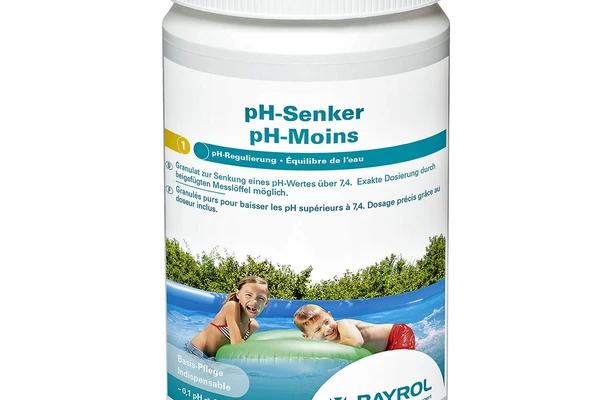 pH-Senker
pH-Moins
1
pH-Regulierung • Équilibre de l'eau
D Granulat zur Senkung eines pH-Wertes über 7,4. Exakte Dosierung durch
beigefügten Messlöffel möglich.
F Granulés purs pour baisser les pH supérieurs à 7,4. Dosage précis grâce au
doseur inclus.
Basis-Pflege
Indispensable
BAYROL